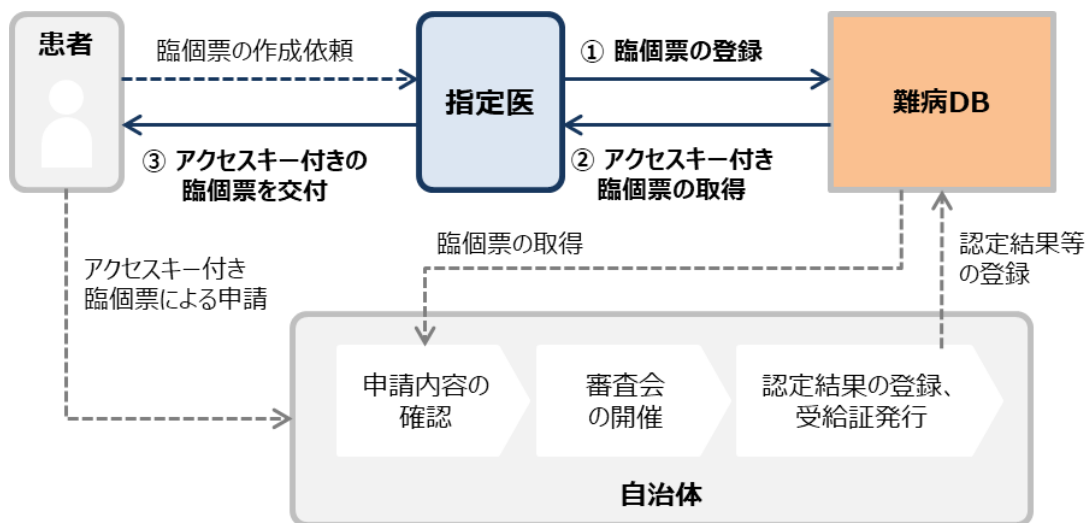 患者
臨個票の作成依頼
指定医
① 臨個票の登録
難病DB
③ アクセスキー付きの
臨個票を交付
② アクセスキー付き
臨個票の取得
アクセスキー付き
臨個票による申請
臨個票の取得
認定結果等
の登録
申請内容の
確認
審査会
の開催
認定結果の登録、
受給証発行
自治体